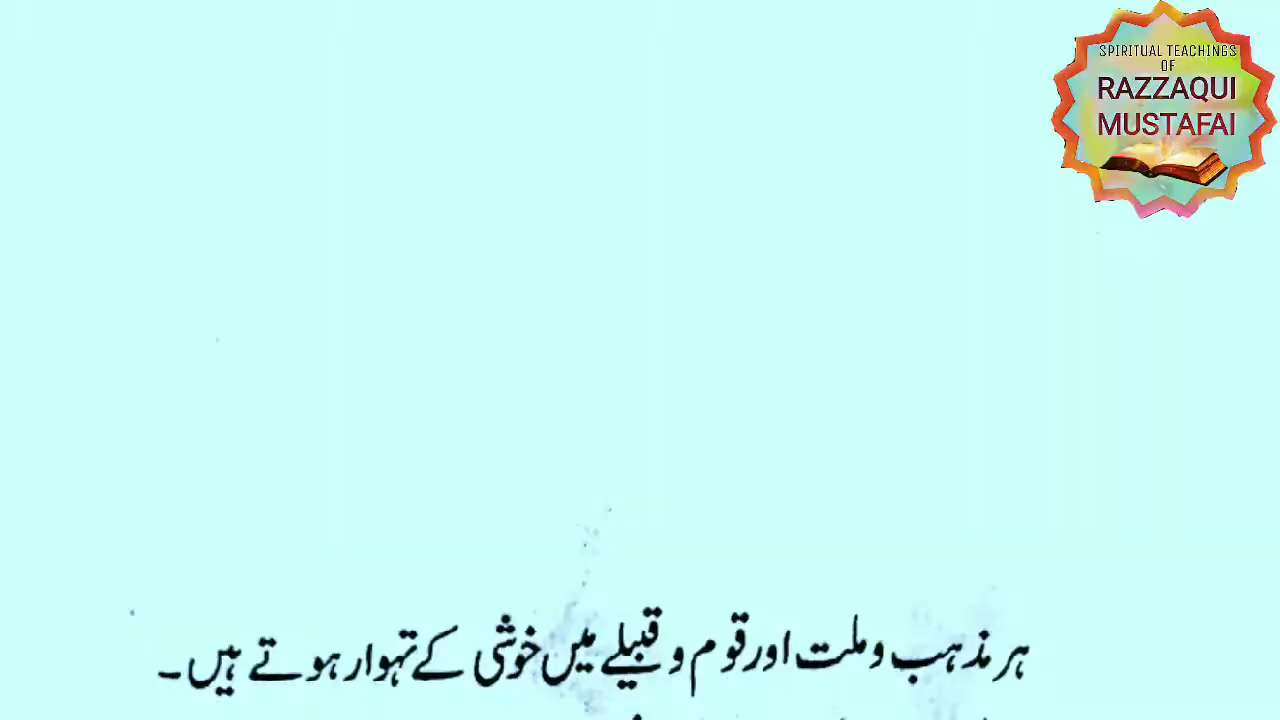 SPIRITUAL TEACHINGS
OF
RAZZAQUI
MUSTAFAI
ہر مذہب و ملت اور قوم و قبیلے میں خوشی کے تہوار ہوتے ہیں۔